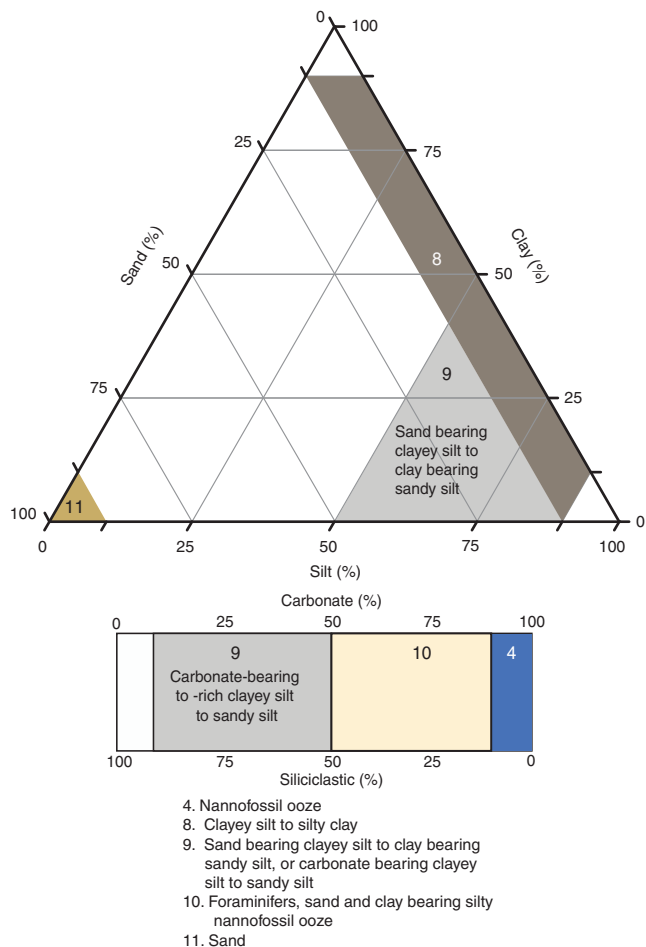 0
100
25
75
Sand (%)
Clay (%)
50
8
50
75
9
25
Sand bearing
clayey silt to
clay bearing
sandy silt
11
100
0
0
25
50
75
100
Silt (%)
Carbonate (%)
0
25
50
75
100
9
10
4
Carbonate-bearing
to -rich clayey silt
to sandy silt
100
75
50
25
0
Siliciclastic (%)
4. Nannofossil ooze
8. Clayey silt to silty clay
9. Sand bearing clayey silt to clay bearing
sandy silt, or carbonate bearing clayey
silt to sandy silt
10. Foraminifers, sand and clay bearing silty
nannofossil ooze
11. Sand